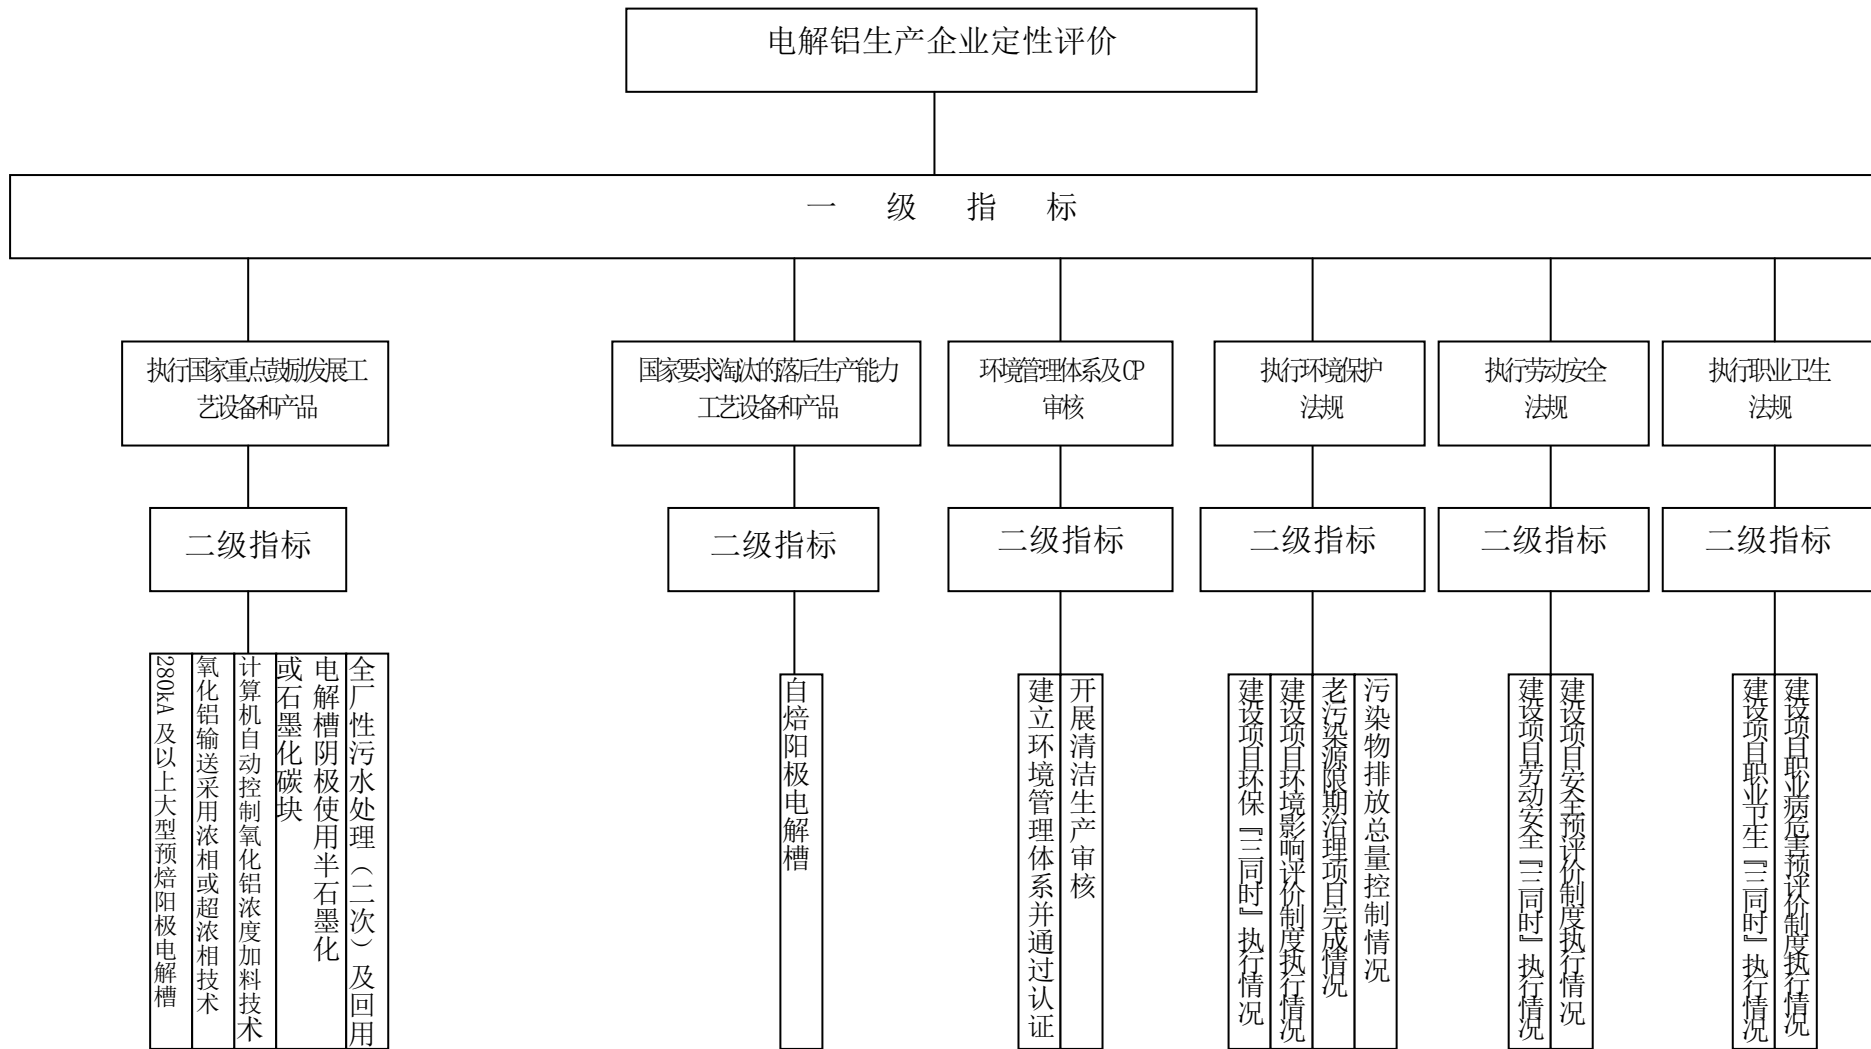 电解铝生产企业定性评价
一 级 指 标
执行国家重点鼓励发展工
艺设备和产品
国家要求淘汰的落后生产能力
工艺设备和产品
环境管理体系及CP
审核
执行环境保护
法规
执行劳动安全
法规
执行职业卫生
法规
二级指标
二级指标
二级指标
二级指标
二级指标
二级指标
280kA及以上大型预焙阳极电解槽
氧化铝输送采用浓相或超浓相技术
计算机自动控制氧化铝浓度加料技术
电解槽阴极使用半石墨化
或石墨化碳块
全厂性污水处理（二次）及回用
自焙阳极电解槽
建立环境管理体系并通过认证
开展清洁生产审核
建设项目环保『三同时』执行情况
建设项目环境影响评价制度执行情况
老污染源限期治理项目完成情况
污染物排放总量控制情况
建设项目劳动安全『三同时』执行情况
建设项目安全预评价制度执行情况
建设项目职业节生『三同时』执行情况
建设项目职业病危害预评价制度执行情况